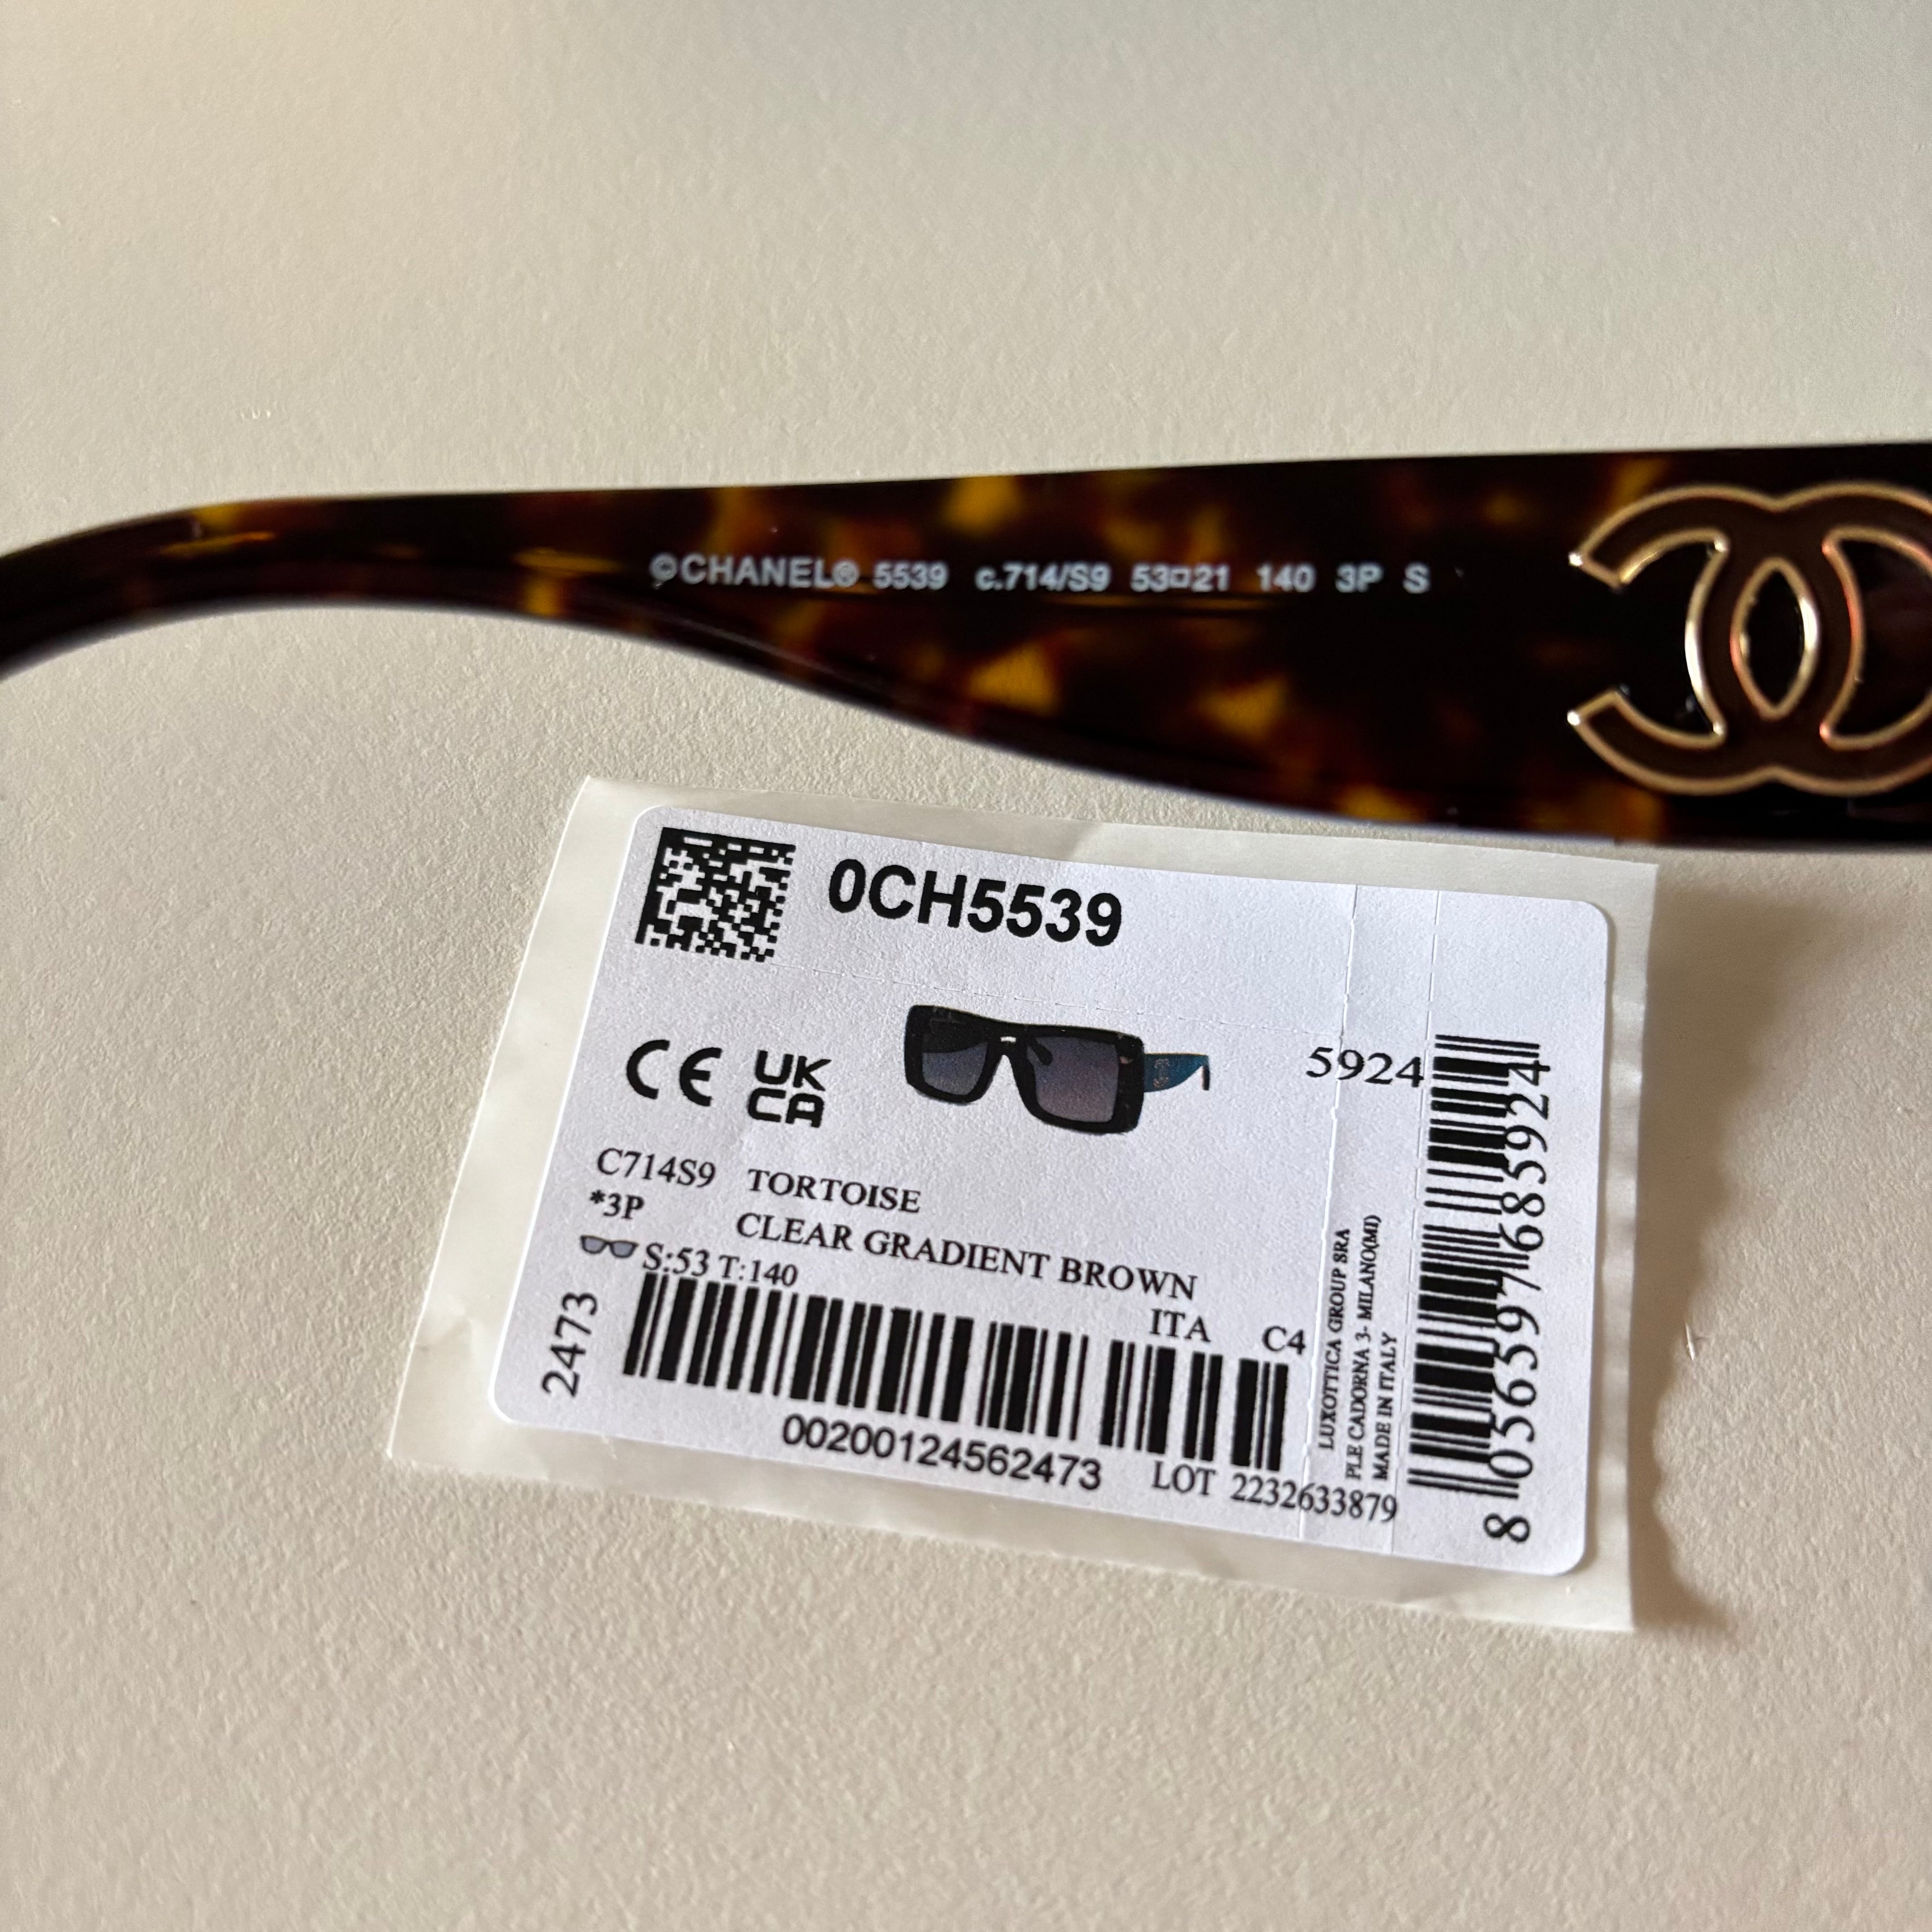 ©CHANEL® 5539 c.714/S9 53□21 140 3P S
0CH5539
CE UK CA
5924
C714S9 TORTOISE
*3P CLEAR GRADIENT BROWN
S:53 T:140
ITA C4
2473
00200124562473
LOT 2232633879
LUXOTTICA GROUP SRA
PLE CADORNA 3- MILANO(MI)
MADE IN ITALY
8 056597 685924